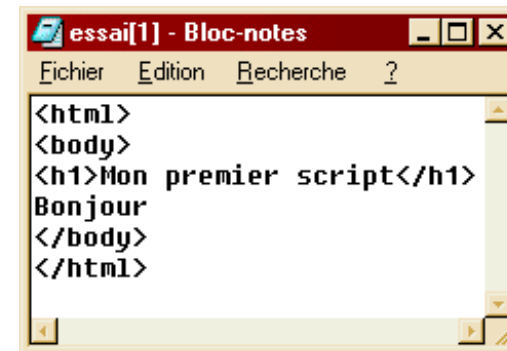 essai[1] - Bloc-notes
Fichier Edition Recherche ?
<html>
<body>
<h1>Mon premier script</h1>
Bonjour
</body>
</html>